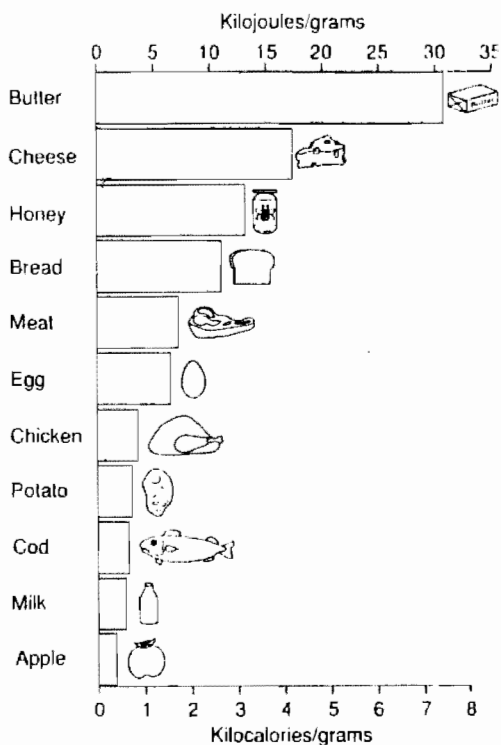 Kilojoules/grams
0 5 10 15 20 25 30 35
Butter
Butter
Cheese
Honey
Bread
Meat
Egg
Chicken
Potato
Cod
Milk
Apple
0 1 2 3 4 5 6 7 8
Kilocalories/grams